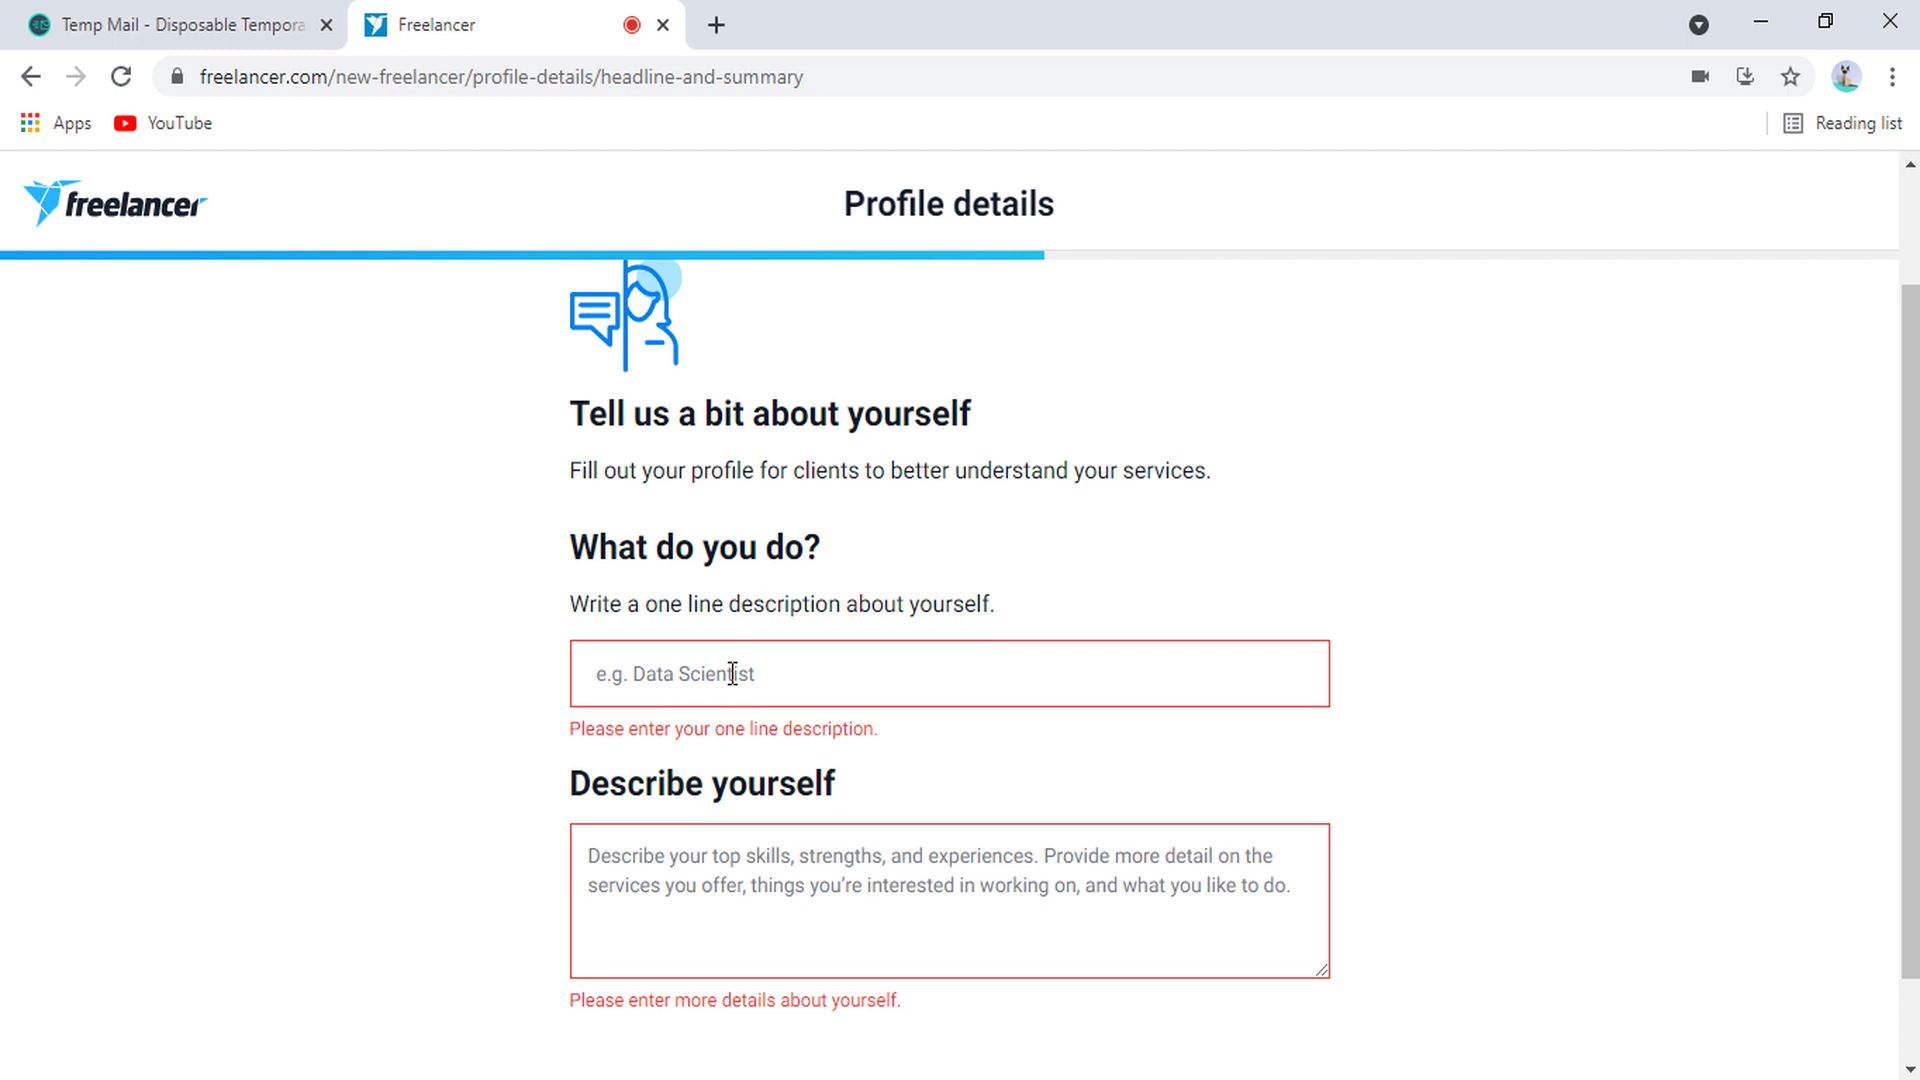 Temp Mail - Disposable Tempora
Freelancer
freelancer.com/new-freelancer/profile-details/headline-and-summary
Apps
YouTube
Reading list
freelancer
Profile details
Tell us a bit about yourself
Fill out your profile for clients to better understand your services.
What do you do?
Write a one line description about yourself.
e.g. Data Scientist
Please enter your one line description.
Describe yourself
Describe your top skills, strengths, and experiences. Provide more detail on the
services you offer, things you’re interested in working on, and what you like to do.
Please enter more details about yourself.